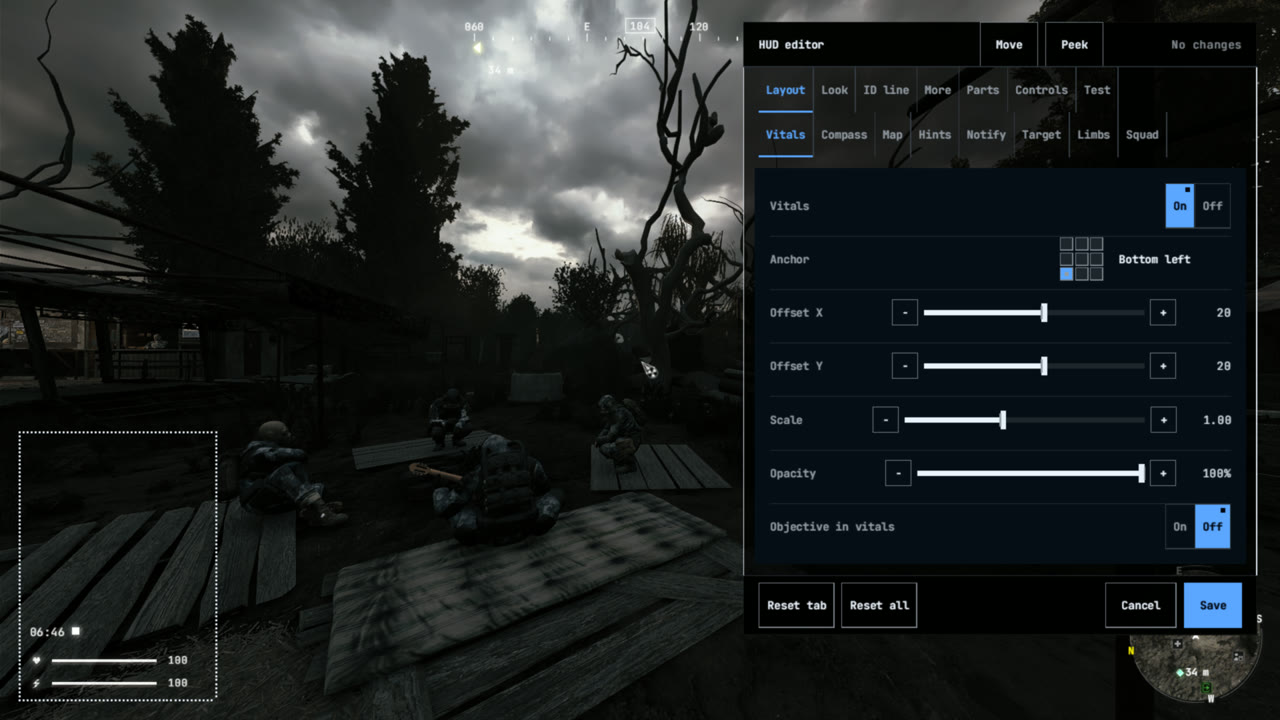 060 E 104 120
34 m
HUD editor Move Peek No changes
Layout Look ID line More Parts Controls Test
Vitals Compass Map Hints Notify Target Limbs Squad
Vitals On Off
Anchor Bottom left
Offset X - + 20
Offset Y - + 20
Scale - + 1.00
Opacity - + 100%
Objective in vitals On Off
E
Reset tab Reset all Cancel Save
S
06:46
N
100
34 m
100
W